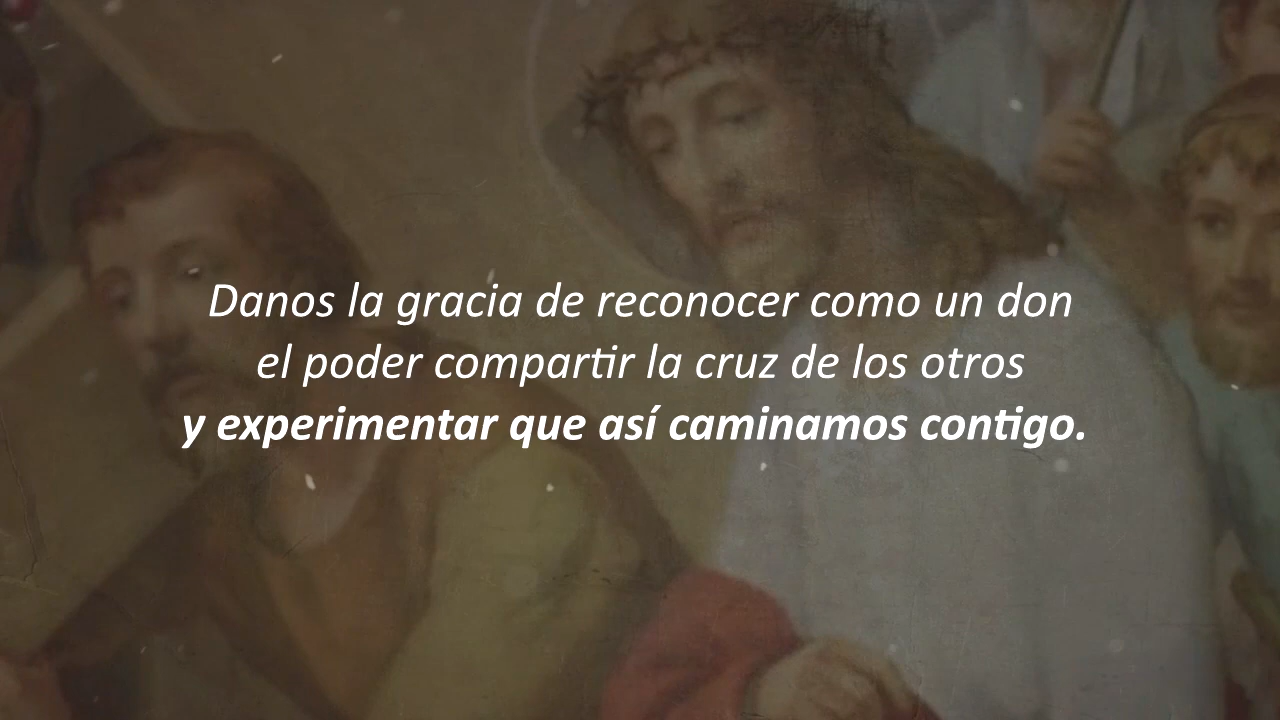 Danos la gracia de reconocer como un don
el poder compartir la cruz de los otros
y experimentar que así caminamos contigo.